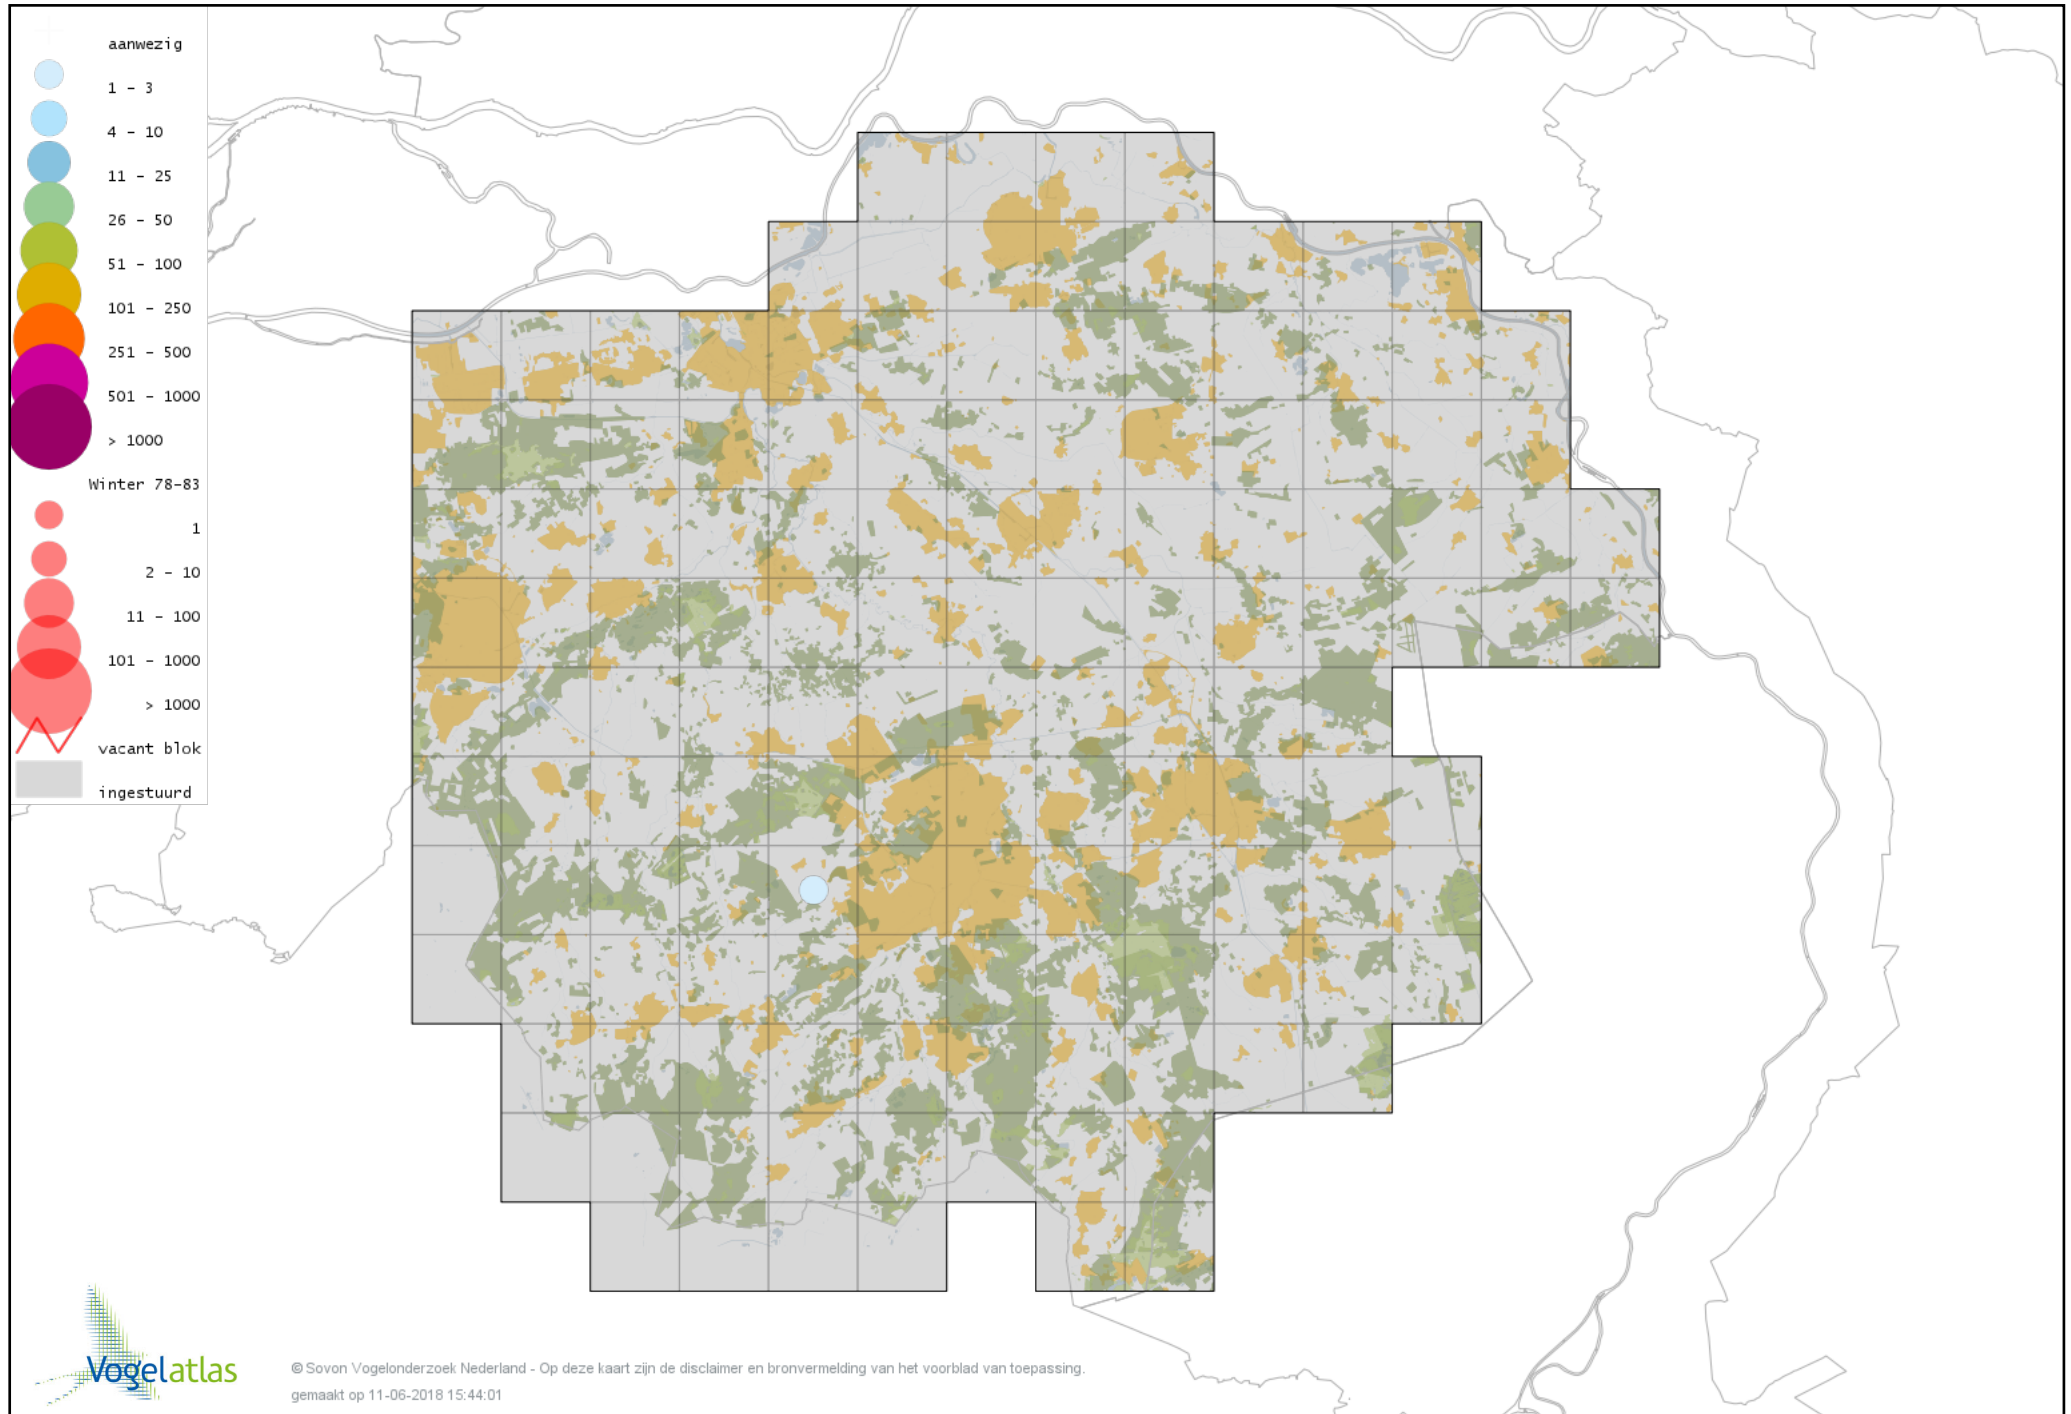 aanwezig
1 – 3
4 – 10
11 – 25
26 – 50
51 – 100
101 – 250
251 – 500
501 – 1000
> 1000
Winter 78-83
1
2 – 10
11 – 100
101 – 1000
> 1000
vacant blok
ingestuurd
Vogelatlas
© Sovon Vogelonderzoek Nederland - Op deze kaart zijn de disclaimer en bronvermelding van het voorblad van toepassing.
gemaakt op 11-06-2018 15:44:01